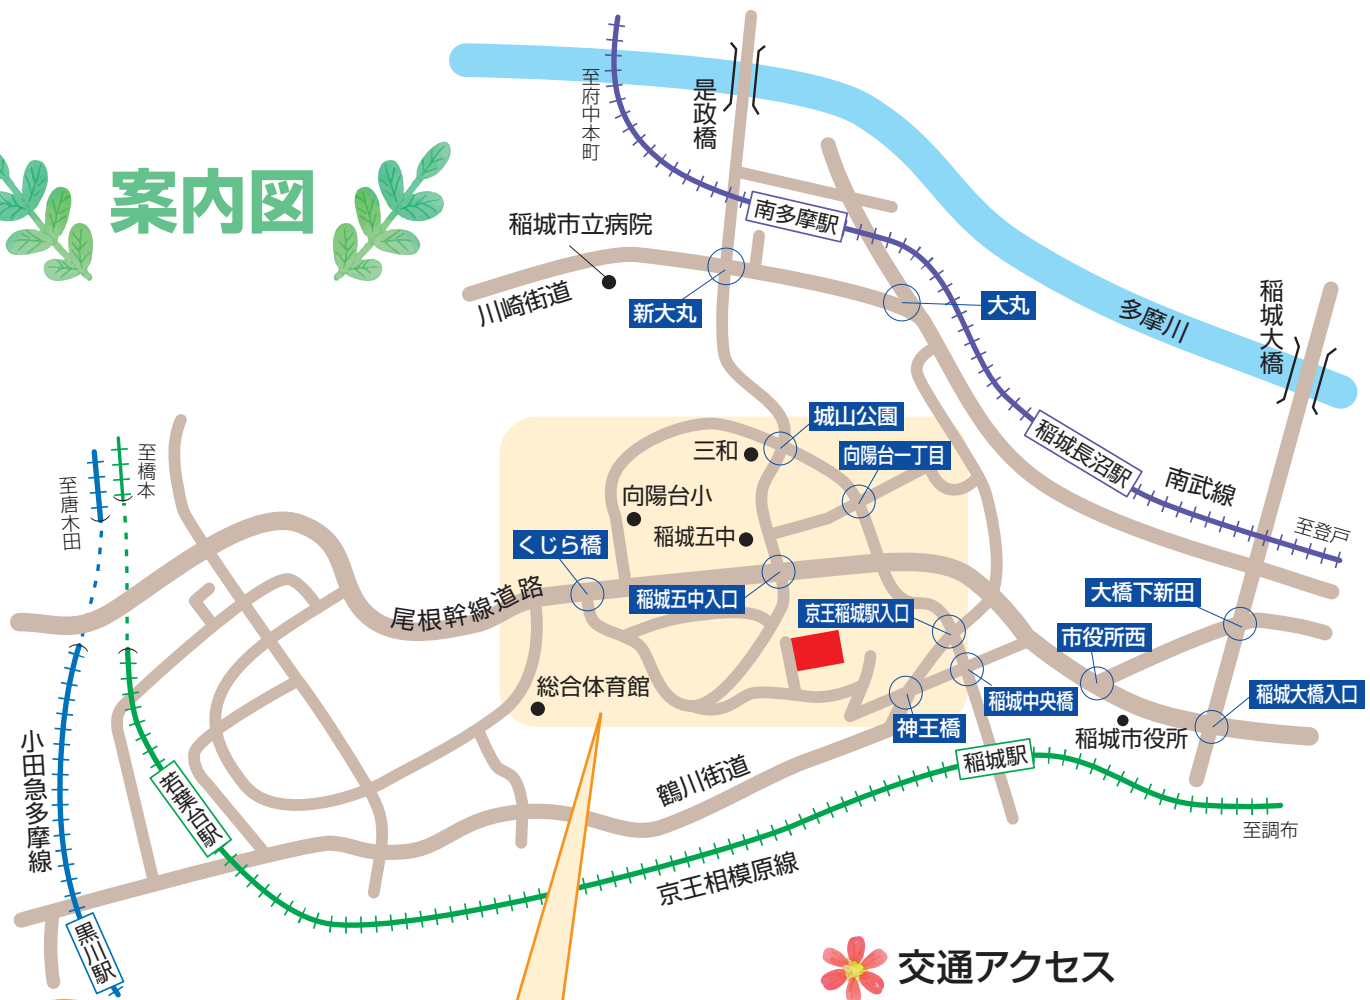 案内図
至府中本町
是政橋
南多摩駅
稲城市立病院
川崎街道
新大丸
大丸
多摩川
稲城大橋
稲城長沼駅
南武線
至登戸
城山公園
三和
向陽台一丁目
向陽台小
稲城五中
くじら橋
稲城五中入口
尾根幹線道路
京王稲城駅入口
大橋下新田
市役所西
稲城中央橋
稲城大橋入口
神王橋
稲城市役所
総合体育館
至橋本
至唐木田
小田急多摩線
若葉台駅
鶴川街道
稲城駅
至調布
京王相模原線
黒川駅
交通アクセス